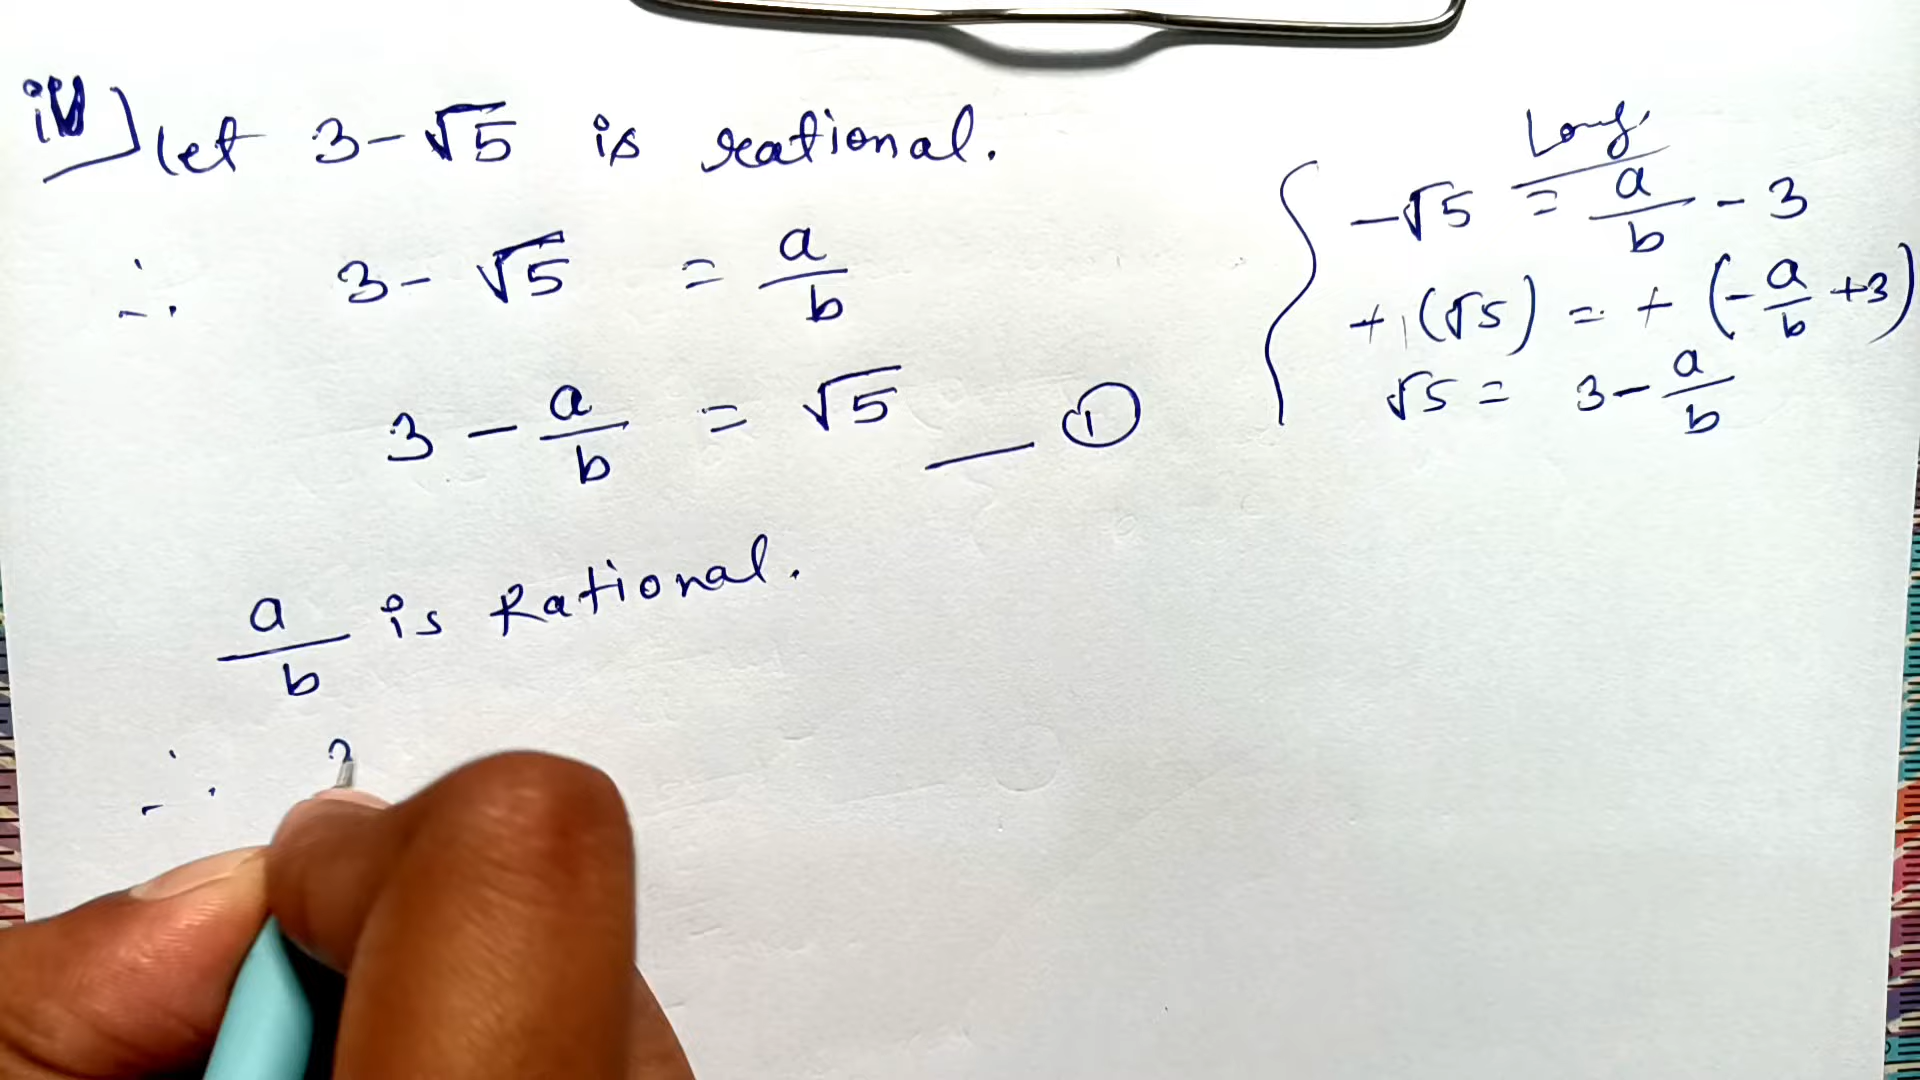 iv) let 3-√5 is rational.
∴ 3-√5 = a/b
3 - a/b = √5 — ①
a/b is Rational.
∴
Long.
-√5 = a/b - 3
+(√5) = +(-a/b +3)
√5 = 3 - a/b